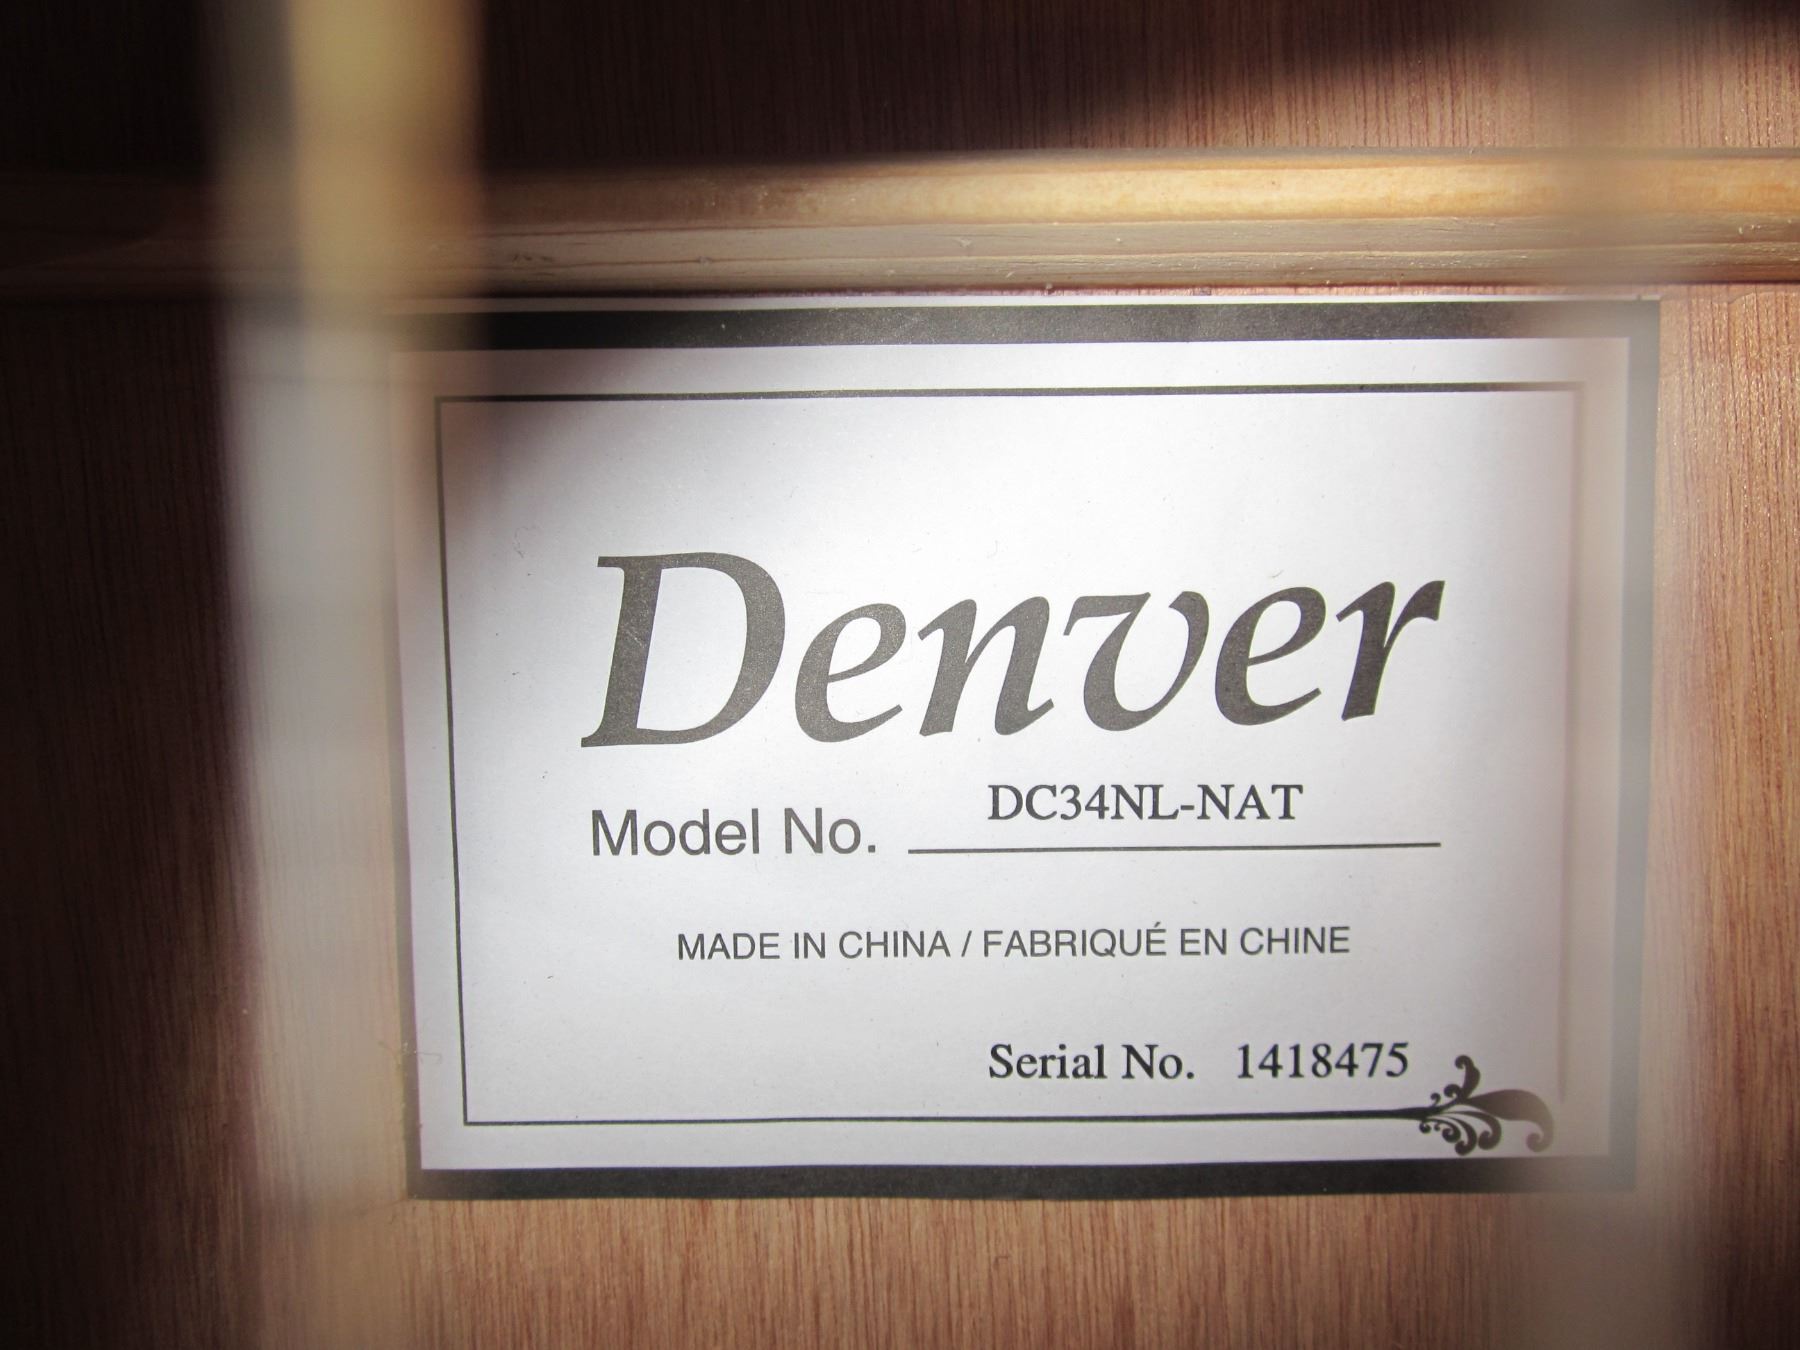 Denver
Model No. DC34NL-NAT
MADE IN CHINA / FABRIQUÉ EN CHINE
Serial No. 1418475